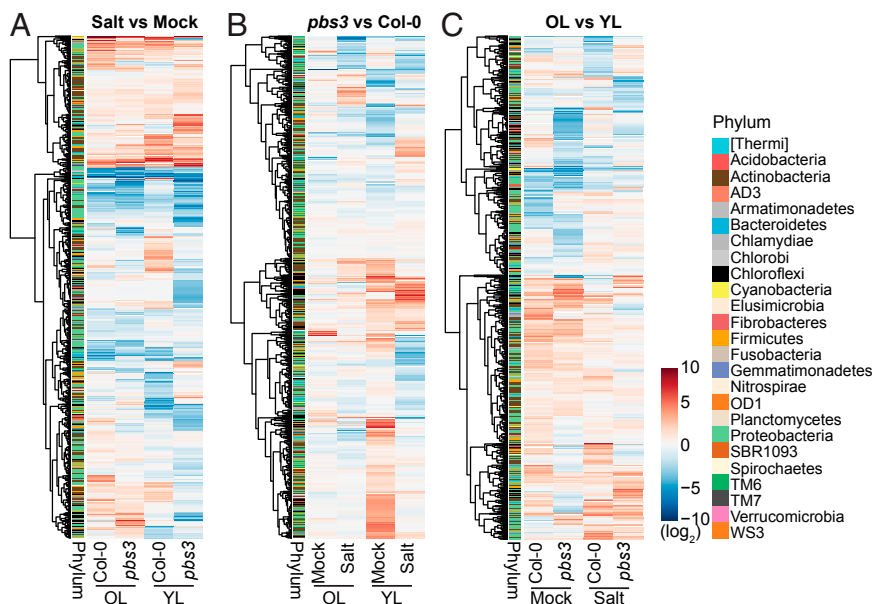 A
Salt vs Mock
B
pbs3 vs Col-0
C
OL vs YL
Phylum
[Thermi]
Acidobacteria
Actinobacteria
AD3
Armatimonadetes
Bacteroidetes
Chlamydiae
Chlorobi
Chloroflexi
Cyanobacteria
Elusimicrobia
Fibrobacteres
Firmicutes
Fusobacteria
Gemmatimonadetes
Nitrospirae
OD1
Planctomycetes
Proteobacteria
SBR1093
Spirochaetes
TM6
TM7
Verrucomicrobia
WS3
10
5
0
−5
−10
(log2)
Phylum
Col-0
pbs3
Col-0
pbs3
OL
YL
Phylum
Mock
Salt
Mock
Salt
OL
YL
Phylum
Col-0
pbs3
Col-0
pbs3
Mock
Salt